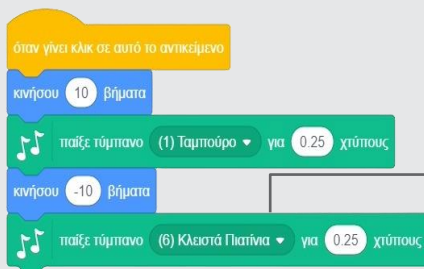 όταν γίνει κλικ σε αυτό το αντικείμενο
κινήσου 10 βήματα
παίξε τύμπανο (1) Ταμπούρο για 0.25 χτύπους
κινήσου -10 βήματα
παίξε τύμπανο (6) Κλειστά Πιατίνια για 0.25 χτύπους